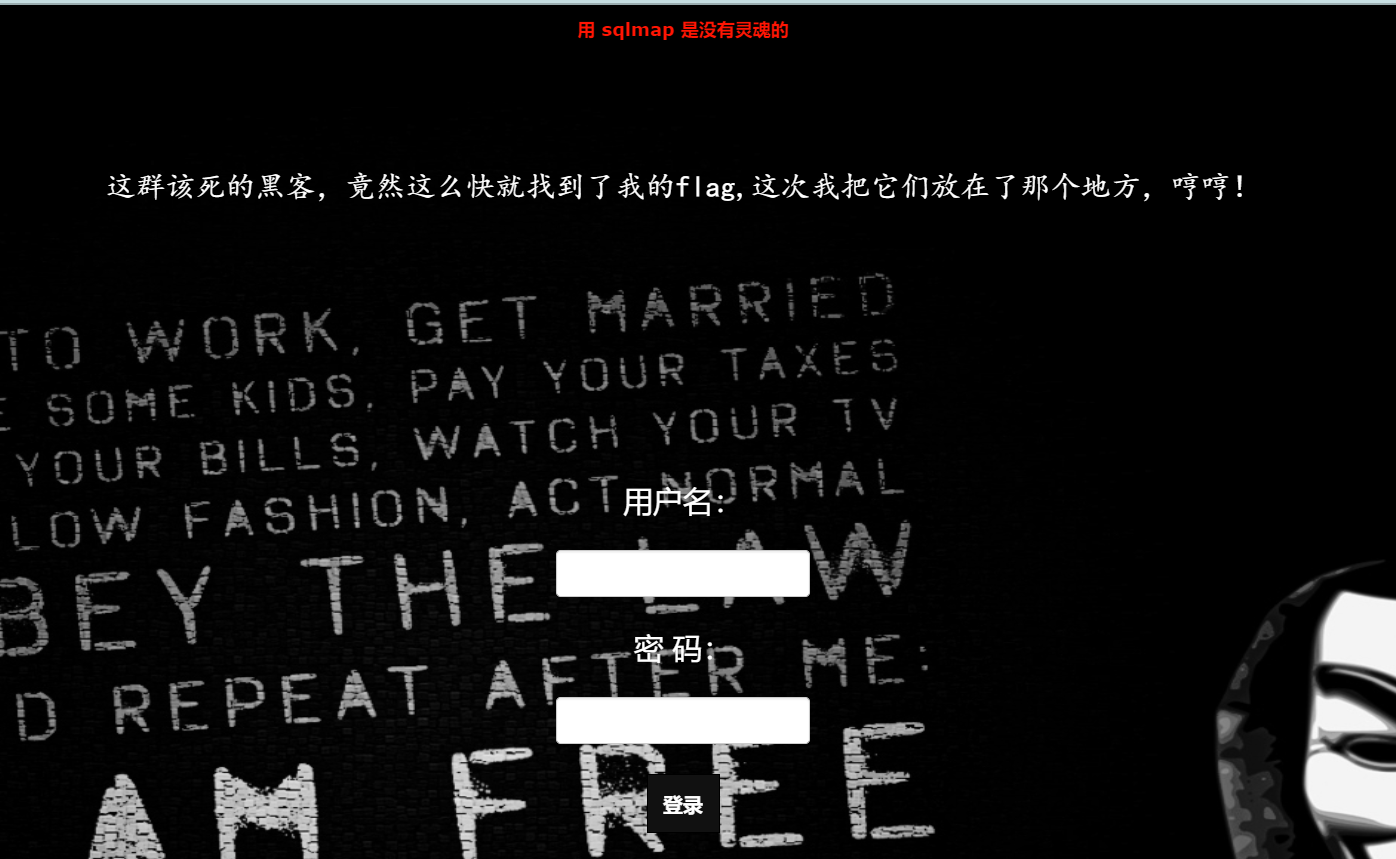 用 sqlmap 是没有灵魂的
这群该死的黑客，竟然这么快就找到了我的flag,这次我把它们放在了那个地方，哼哼！
TO WORK, GET MARRIED
SOME KIDS, PAY YOUR TAXES
YOUR BILLS, WATCH YOUR TV
LOW FASHION, ACT NORMAL
用户名：
BEY THE LAW
密 码：
D REPEAT AFTER ME:
AM FREE
登录